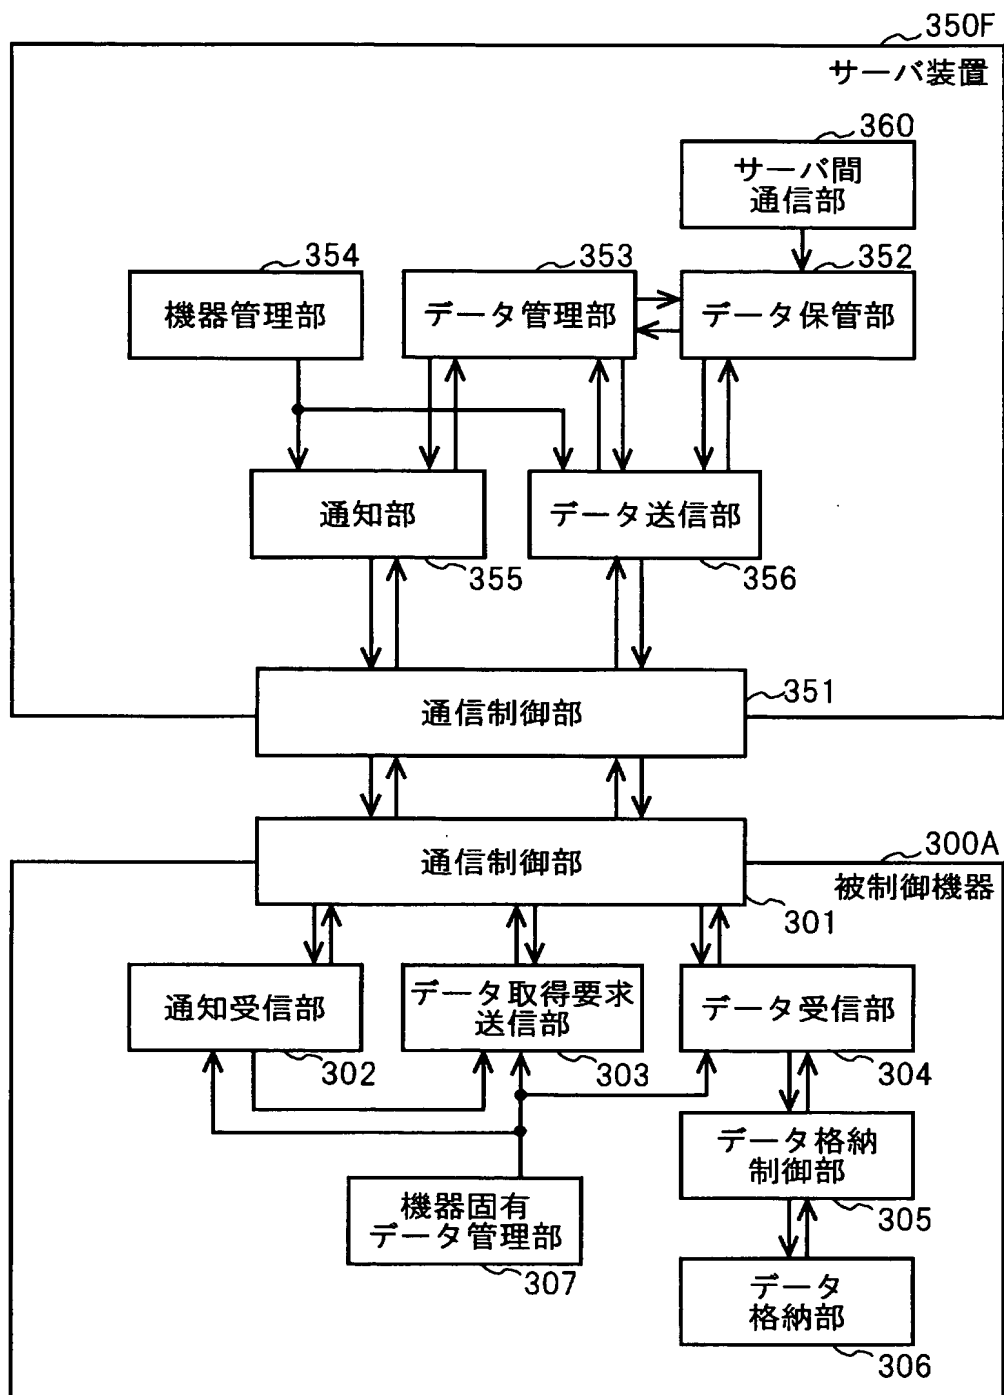 350F
サーバ装置
360
サーバ間
通信部
354
353
352
機器管理部
データ管理部
データ保管部
通知部
データ送信部
355
356
351
通信制御部
通信制御部
300A
被制御機器
301
通知受信部
データ取得要求
送信部
データ受信部
302
303
304
データ格納
制御部
305
機器固有
データ管理部
307
データ
格納部
306